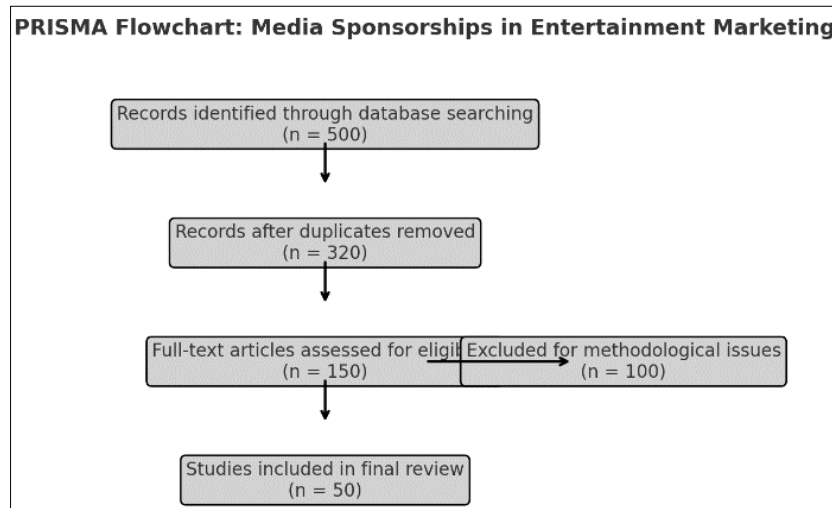 PRISMA Flowchart: Media Sponsorships in Entertainment Marketing
Records identified through database searching
(n = 500)
Records after duplicates removed
(n = 320)
Full-text articles assessed for
Excluded for methodological issues
(n = 150)
(n = 100)
Studies included in final review
(n = 50)